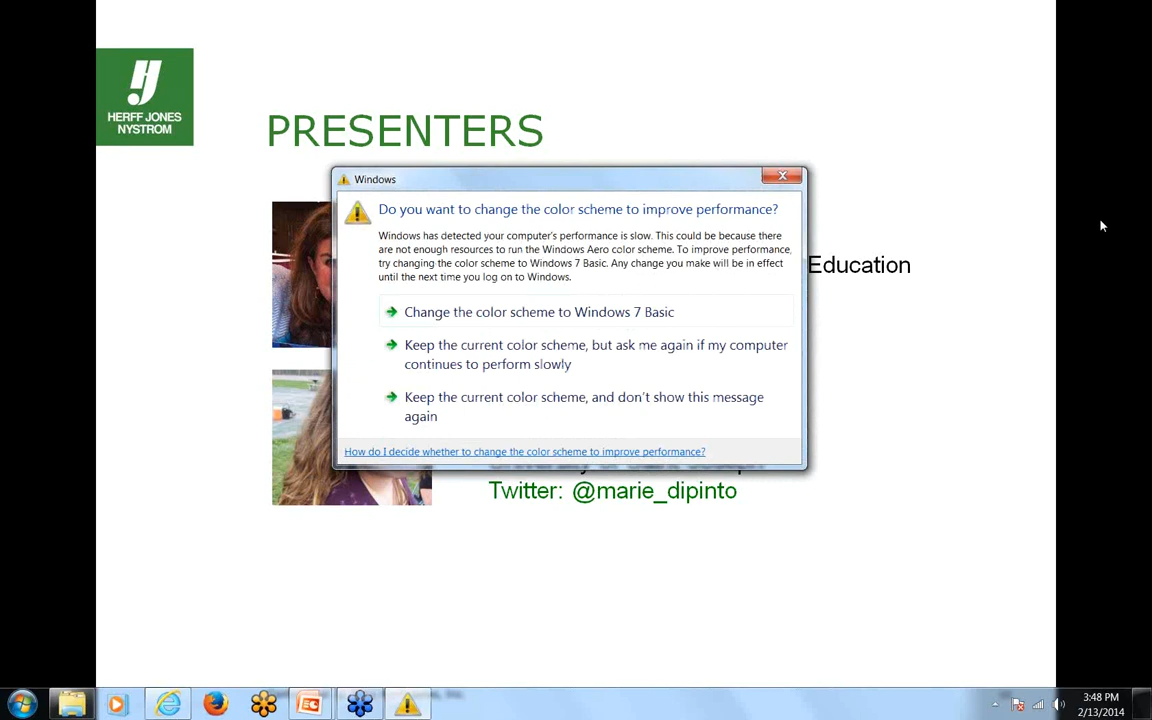 HERFF JONES
NYSTROM
PRESENTERS
Windows
Do you want to change the color scheme to improve performance?
Windows has detected your computer's performance is slow. This could be because there
are not enough resources to run the Windows Aero color scheme. To improve performance,
try changing the color scheme to Windows 7 Basic. Any change you make will be in effect
until the next time you log on to Windows.
Education
Change the color scheme to Windows 7 Basic
Keep the current color scheme, but ask me again if my computer
continues to perform slowly
Keep the current color scheme, and don't show this message
again
How do I decide whether to change the color scheme to improve performance?
Twitter: @marie_dipinto
3:48 PM
2/13/2014